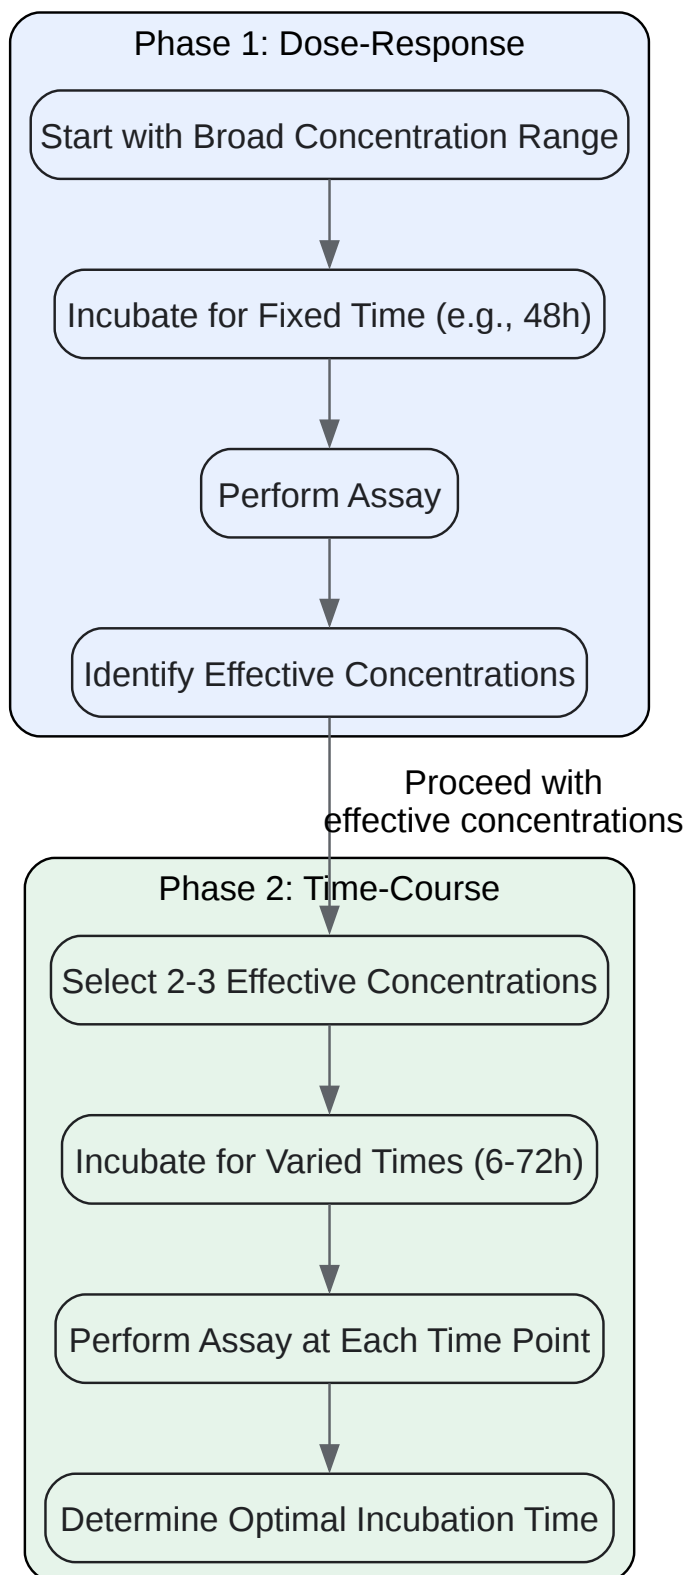 Phase 1: Dose-Response
Start with Broad Concentration Range
Incubate for Fixed Time (e.g., 48h)
Perform Assay
Identify Effective Concentrations
Proceed with
effective concentrations
Phase 2: Time-Course
Select 2-3 Effective Concentrations
Incubate for Varied Times (6-72h)
Perform Assay at Each Time Point
Determine Optimal Incubation Time